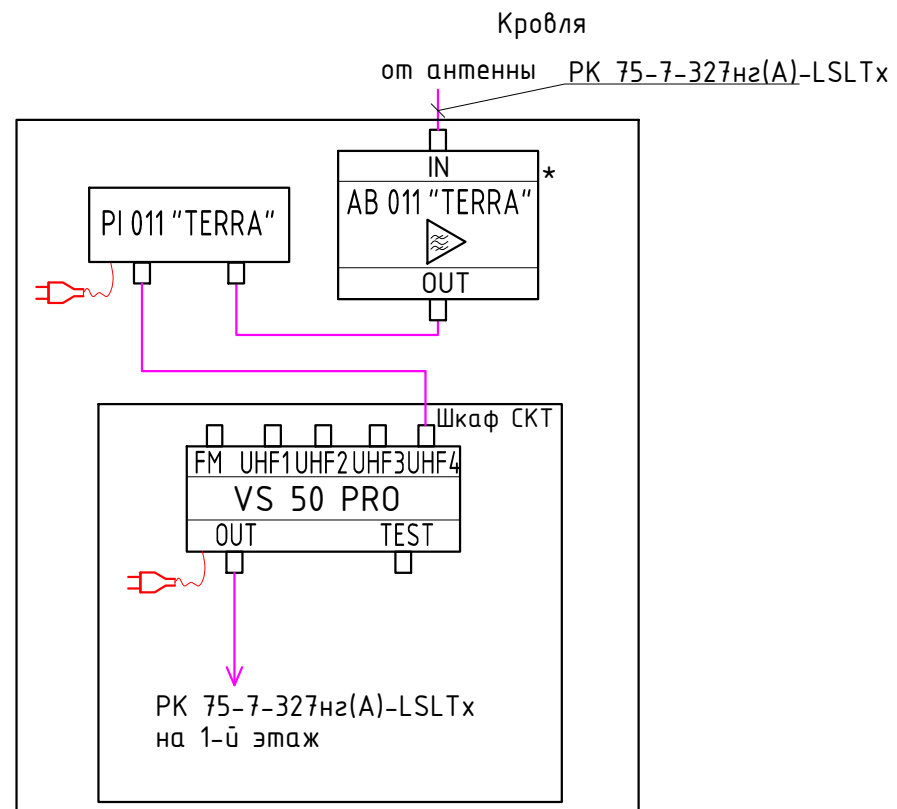 Кровля
от антенны РК 75-7-327нг(А)-LSLTx
IN
*
AB 011 "TERRA"
PI 011 "TERRA"
OUT
Шкаф СКТ
FM UHF1 UHF2 UHF3 UHF4
VS 50 PRO
OUT TEST
РК 75-7-327нг(А)-LSLTx
на 1-й этаж